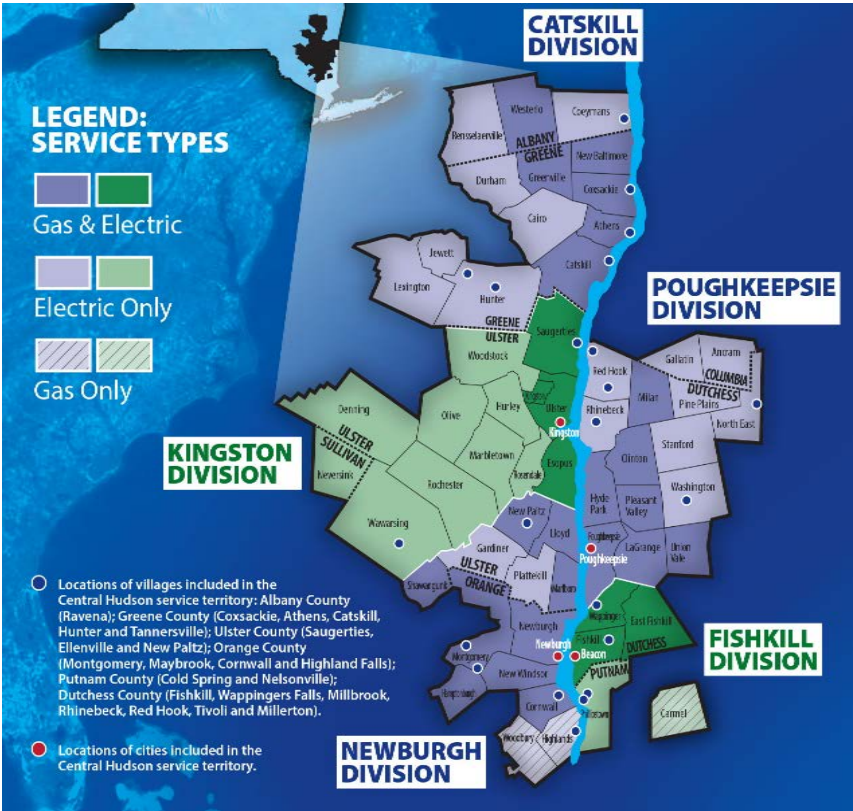 CATSKILL
DIVISION
LEGEND:
SERVICE TYPES
Gas & Electric
Electric Only
Gas Only
Westerlo
Coeymans
Rensselaerville
ALBANY
GREENE
New Baltimore
Durham
Greenville
Coxsackie
Cairo
Athens
Catskill
Jewett
Lexington
Hunter
GREENE
ULSTER
POUGHKEEPSIE
DIVISION
Saugerties
Woodstock
Red Hook
Gallatin
Ancram
COLUMBIA
DUTCHESS
Milan
Pine Plains
Rhinebeck
North East
Denning
Olive
Hurley
Ulster
Kingston
KINGSTON
DIVISION
ULSTER
SULLIVAN
Neversink
Marbletown
Rosendale
Esopus
Stanford
Clinton
Rochester
Washington
Hyde
Park
Pleasant
Valley
Wawarsing
New Paltz
Lloyd
Poughkeepsie
Poughkeepsie
LaGrange
Union
Vale
Gardiner
ULSTER
ORANGE
Plattekill
Marlboro
Shawangunk
Wappinger
East Fishkill
Newburgh
Fishkill
DUTCHESS
FISHKILL
DIVISION
Newburgh
Beacon
PUTNAM
Montgomery
New Windsor
Hamptonburgh
Cornwall
Philipstown
Carmel
Woodbury
Highlands
NEWBURGH
DIVISION
Locations of villages included in the
Central Hudson service territory: Albany County
(Ravena); Greene County (Coxsackie, Athens, Catskill,
Hunter and Tannersville); Ulster County (Saugerties,
Ellenville and New Paltz); Orange County
(Montgomery, Maybrook, Cornwall and Highland Falls);
Putnam County (Cold Spring and Nelsonville);
Dutchess County (Fishkill, Wappingers Falls, Millbrook,
Rhinebeck, Red Hook, Tivoli and Millerton).
Locations of cities included in the
Central Hudson service territory.